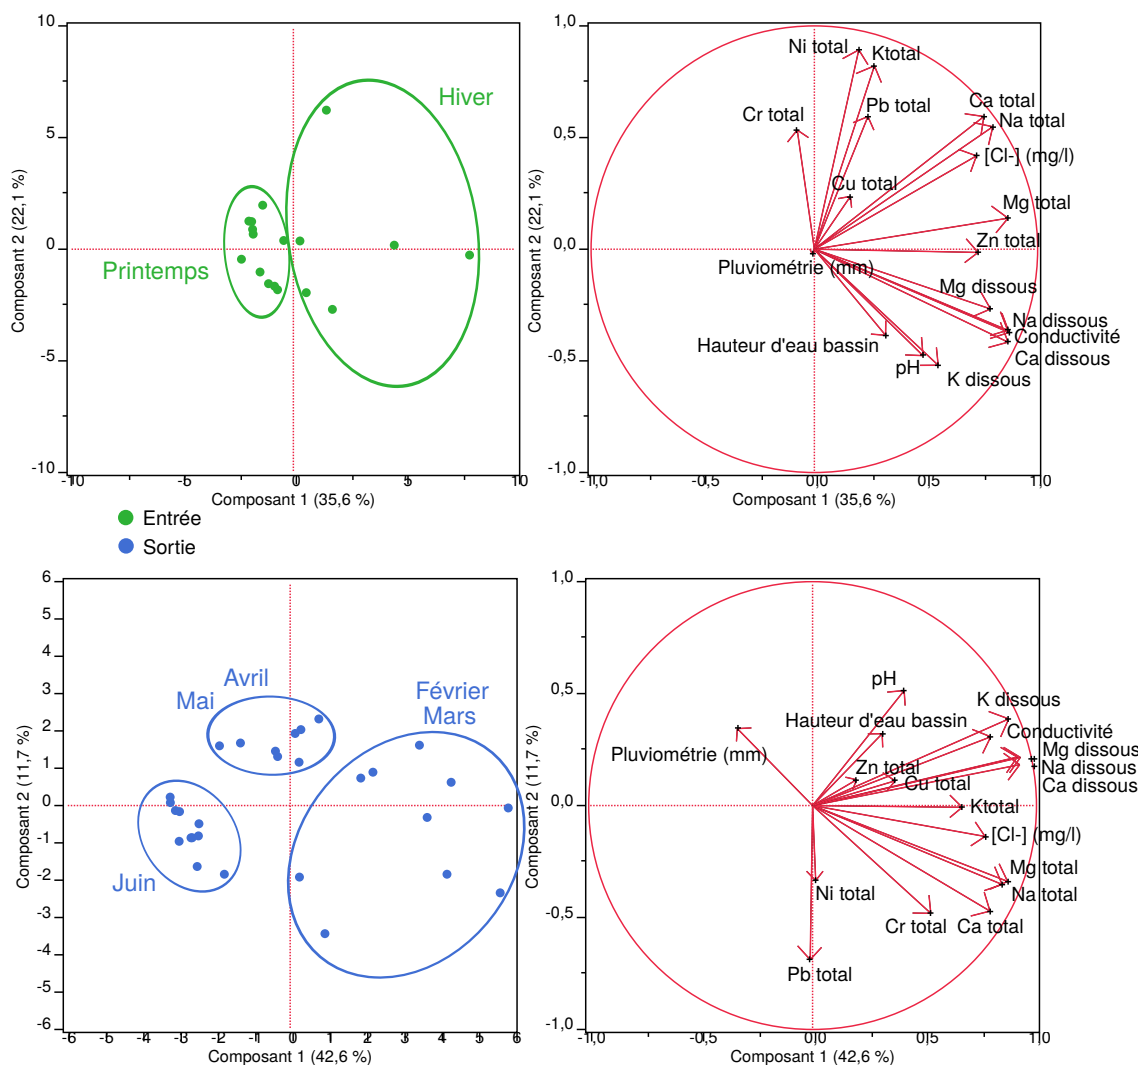 10
5
0
-5
-10
Composant 2 (22,1 %)
Hiver
Printemps
-10
-5
0
5
10
Composant 1 (35,6 %)
1,0
0,5
0,0
-0,5
-1,0
Composant 2 (22,1 %)
Ni total
Ktotal
Cr total
Pb total
Ca total
Na total
[Cl-] (mg/l)
Cu total
Mg total
Zn total
Pluviométrie (mm)
Mg dissous
Na dissous
Conductivité
Ca dissous
Hauteur d'eau bassin
pH
K dissous
-1,0
-0,5
0,0
0,5
1,0
Composant 1 (35,6 %)
Entrée
Sortie
6
5
4
3
2
1
0
-1
-2
-3
-4
-5
-6
Composant 2 (11,7 %)
Avril
Mai
Février
Mars
Juin
-6
-5
-4
-3
-2
-1
0
1
2
3
4
5
6
Composant 1 (42,6 %)
1,0
0,5
0,0
-0,5
-1,0
Composant 2 (11,7 %)
pH
K dissous
Hauteur d'eau bassin
Conductivité
Pluviométrie (mm)
Mg dissous
Zn total
Na dissous
Cu total
Ca dissous
Ktotal
[Cl-] (mg/l)
Mg total
Ni total
Na total
Cr total
Ca total
Pb total
-1,0
-0,5
0,0
0,5
1,0
Composant 1 (42,6 %)